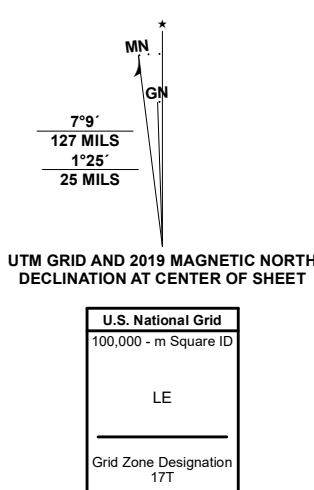 ★
MN
GN
7°9´
127 MILS
1°25´
25 MILS
UTM GRID AND 2019 MAGNETIC NORTH
DECLINATION AT CENTER OF SHEET
U.S. National Grid
100,000 - m Square ID
LE
Grid Zone Designation
17T